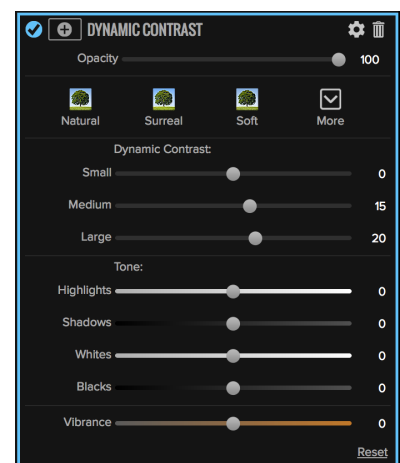 DYNAMIC CONTRAST
Opacity 100
Natural Surreal Soft More
Dynamic Contrast:
Small 0
Medium 15
Large 20
Tone:
Highlights 0
Shadows 0
Whites 0
Blacks 0
Vibrance 0
Reset